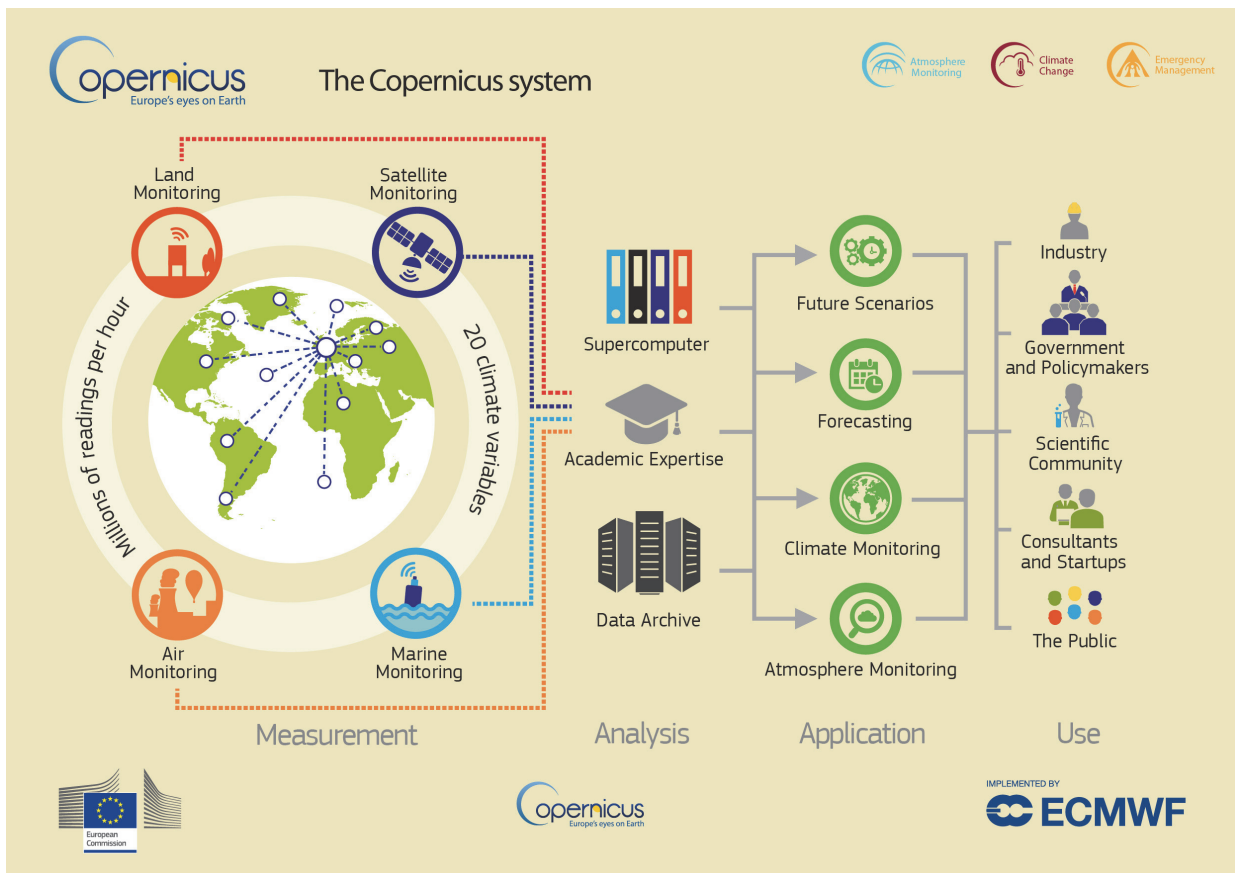 Copernicus
Europe's eyes on Earth
The Copernicus system
Atmosphere
Monitoring
Climate
Change
Emergency
Management
Land
Monitoring
Satellite
Monitoring
Millions of readings per hour
20 climate variables
Air
Monitoring
Marine
Monitoring
Measurement
Supercomputer
Academic Expertise
Data Archive
Analysis
Future Scenarios
Forecasting
Climate Monitoring
Atmosphere Monitoring
Application
Industry
Government
and Policymakers
Scientific
Community
Consultants
and Startups
The Public
Use
European
Commission
Copernicus
Europe's eyes on Earth
IMPLEMENTED BY
ECMWF